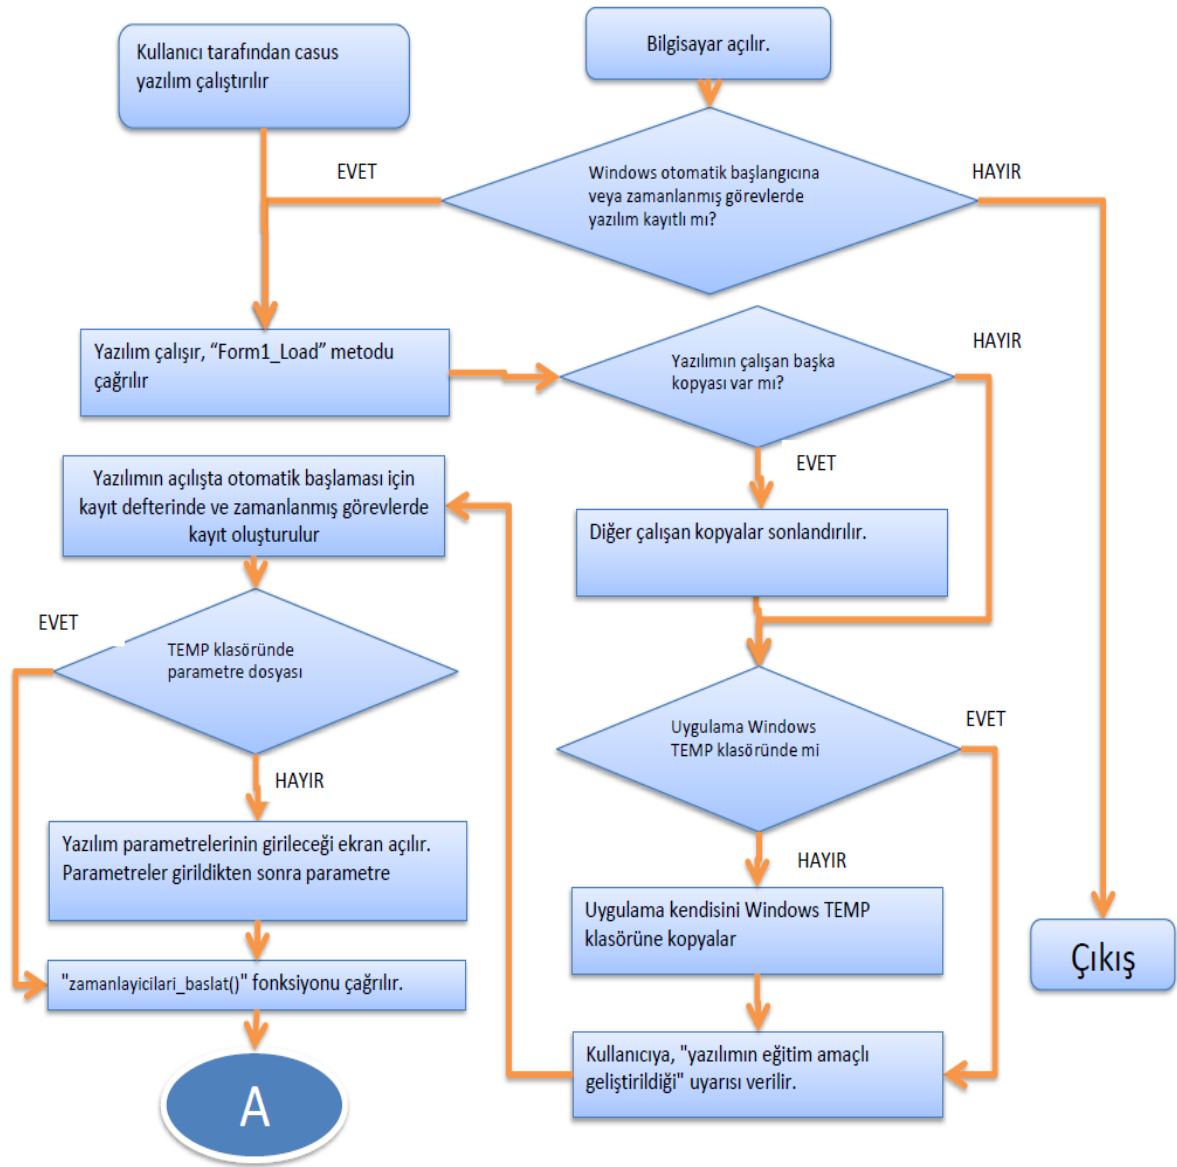 Kullanıcı tarafından casus
yazılım çalıştırılır
Bilgisayar açılır.
EVET
Windows otomatik başlangıcına
veya zamanlanmış görevlerde
yazılım kayıtlı mı?
HAYIR
Yazılım çalışır, “Form1_Load” metodu
çağrılır
Yazılımın çalışan başka
kopyası var mı?
HAYIR
EVET
Yazılımın açılışta otomatik başlaması için
kayıt defterinde ve zamanlanmış görevlerde
kayıt oluşturulur
Diğer çalışan kopyalar sonlandırılır.
EVET
TEMP klasöründe
parametre dosyası
HAYIR
Uygulama Windows
TEMP klasöründe mi
EVET
HAYIR
Yazılım parametrelerinin girileceği ekran açılır.
Parametreler girildikten sonra parametre
Uygulama kendisini Windows TEMP
klasörüne kopyalar
Çıkış
"zamanlayicilari_baslat()" fonksiyonu çağrılır.
Kullanıcıya, "yazılımın eğitim amaçlı
geliştirildiği" uyarısı verilir.
A